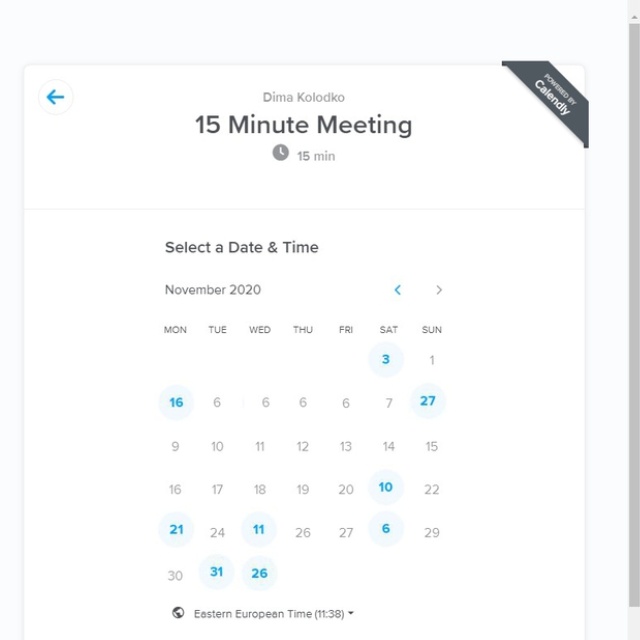 POWERED BY
Calendly
Dima Kolodko
15 Minute Meeting
15 min
Select a Date & Time
November 2020
MON TUE WED THU FRI SAT SUN
3 1
16 6 6 6 6 7 27
9 10 11 12 13 14 15
16 17 18 19 20 10 22
21 24 11 26 27 6 29
30 31 26
Eastern European Time (11:38)